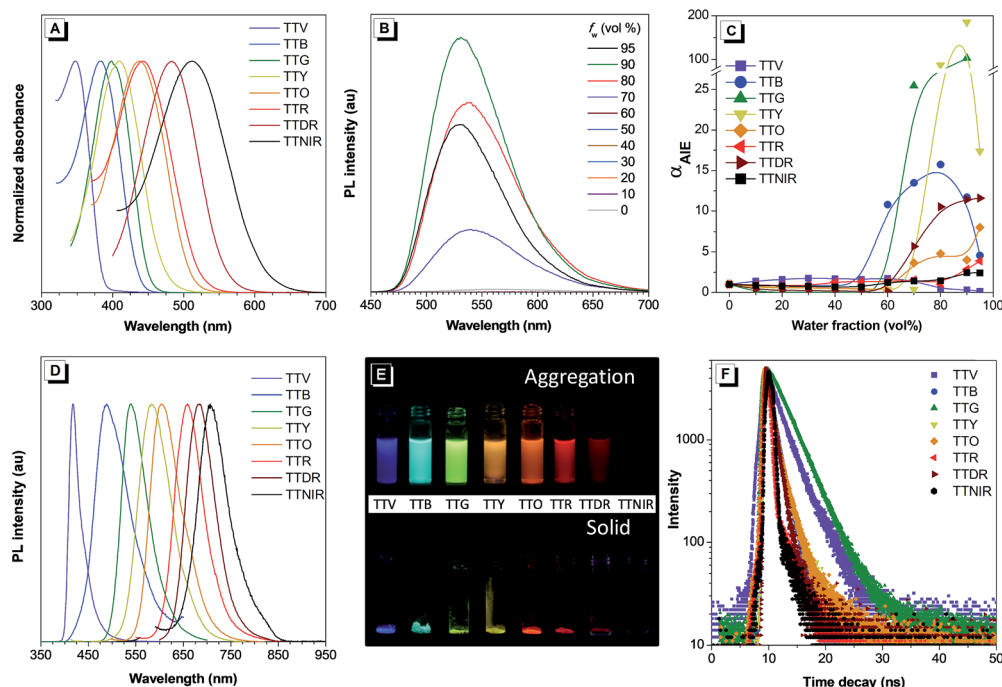 A
TTV
TTB
TTG
TTY
TTO
TTR
TTDR
TTNIR
Normalized absorbance
300 400 500 600 700
Wavelength (nm)
B
fw (vol %)
95
90
80
70
60
50
40
30
20
10
0
PL intensity (au)
450 500 550 600 650 700
Wavelength (nm)
C
TTV
TTB
TTG
TTY
TTO
TTR
TTDR
TTNIR
αAIE
200
100
25
20
15
10
5
0
0 20 40 60 80 100
Water fraction (vol%)
D
TTV
TTB
TTG
TTY
TTO
TTR
TTDR
TTNIR
PL intensity (au)
350 450 550 650 750 850 950
Wavelength (nm)
E
Aggregation
TTV TTB TTG TTY TTO TTR TTDR TTNIR
Solid
F
TTV
TTB
TTG
TTY
TTO
TTR
TTDR
TTNIR
Intensity
1000
100
10
0 10 20 30 40 50
Time decay (ns)